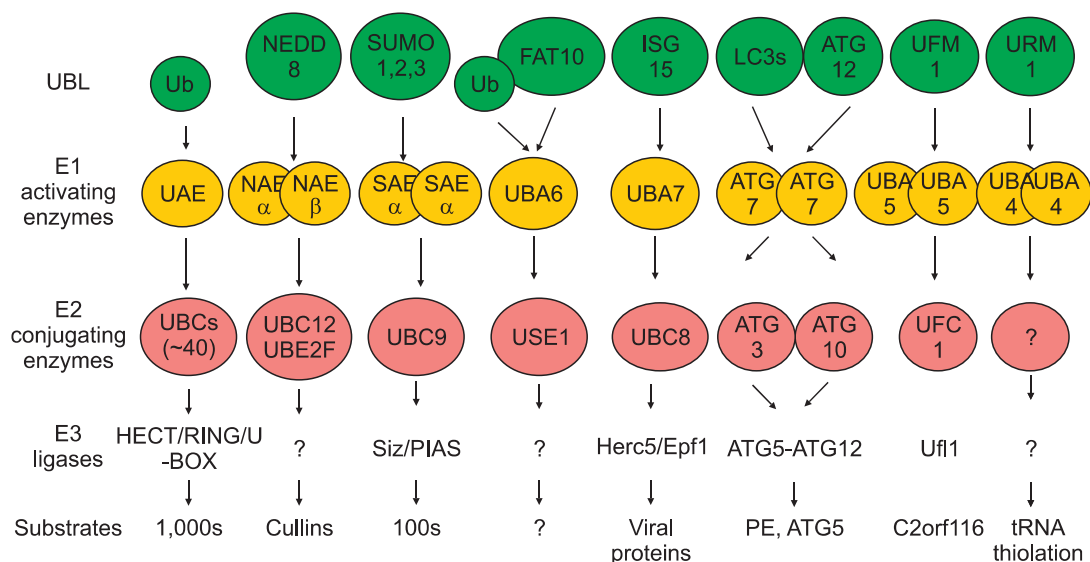 UBL
Ub
NEDD
8
SUMO
1,2,3
Ub
FAT10
ISG
15
LC3s
ATG
12
UFM
1
URM
1
E1
activating
enzymes
UAE
NAE
α
NAE
β
SAE
α
SAE
α
UBA6
UBA7
ATG
7
ATG
7
UBA
5
UBA
5
UBA
4
UBA
4
E2
conjugating
enzymes
UBCs
(~40)
UBC12
UBE2F
UBC9
USE1
UBC8
ATG
3
ATG
10
UFC
1
?
E3
ligases
HECT/RING/U
-BOX
?
Siz/PIAS
?
Herc5/Epf1
ATG5-ATG12
Ufl1
?
Substrates
1,000s
Cullins
100s
?
Viral
proteins
PE, ATG5
C2orf116
tRNA
thiolation